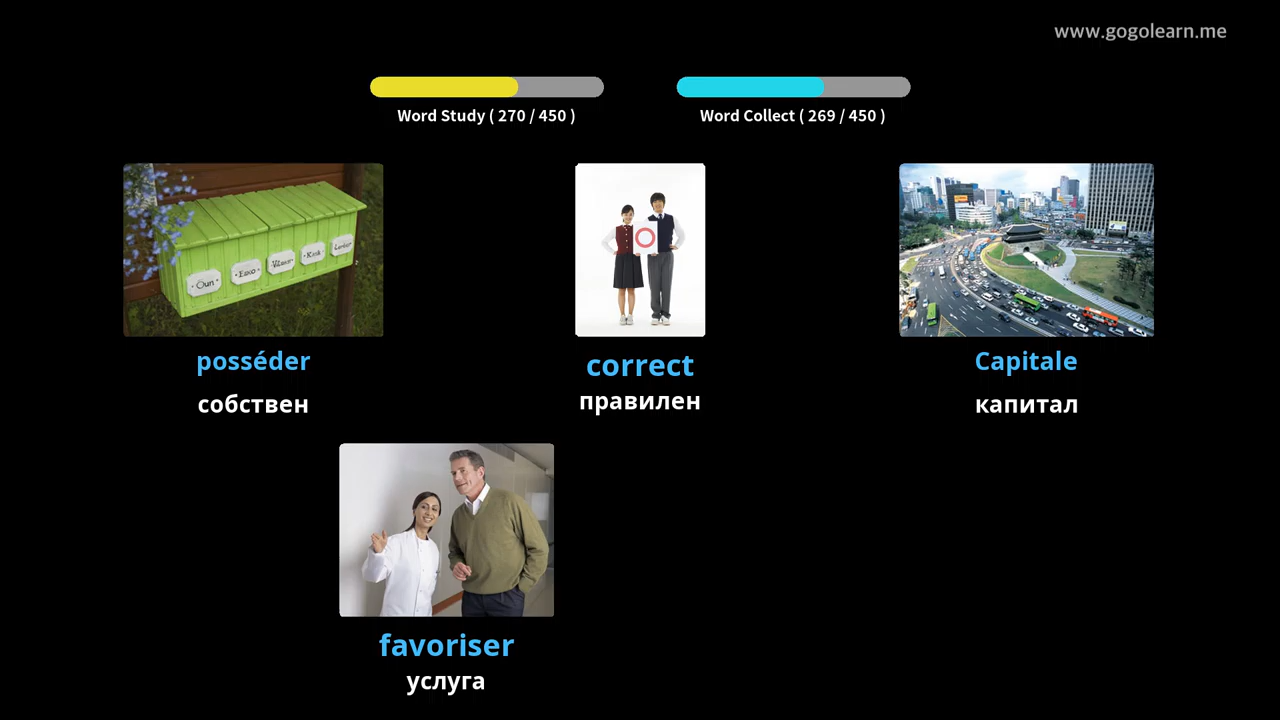 www.gogolearn.me
Word Study ( 270 / 450 )
Word Collect ( 269 / 450 )
posséder
собствен
correct
правилен
Capitale
капитал
favoriser
услуга